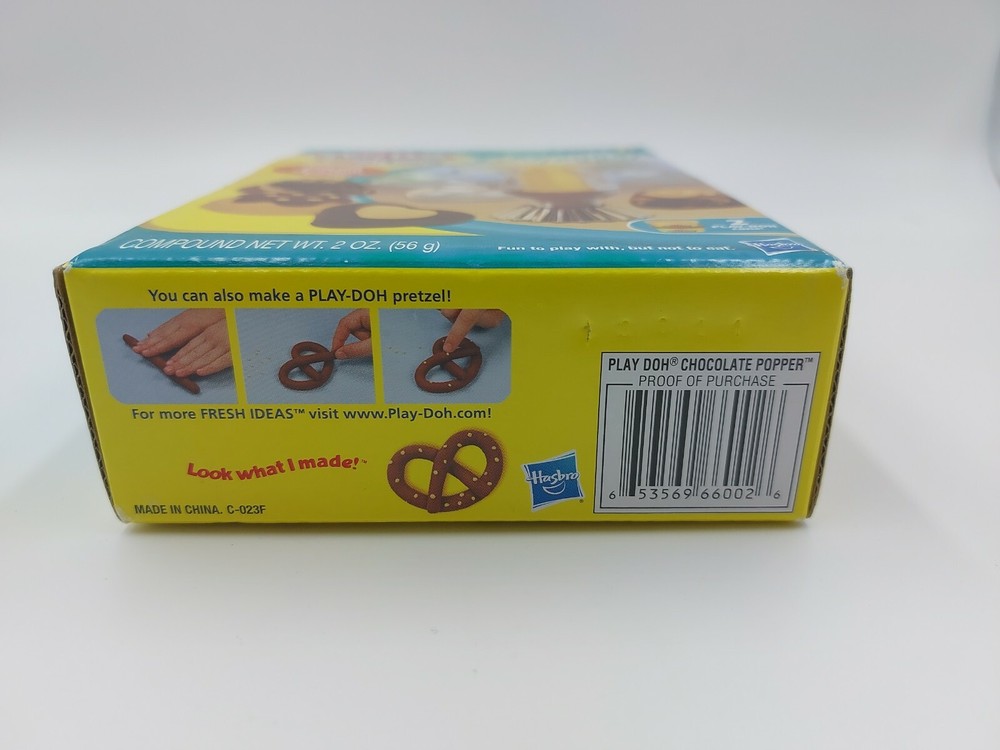 COMPOUND NET WT. 2 OZ. (56 g)
Fun to play with, but not to eat.
2
Hasbro
You can also make a PLAY-DOH pretzel!
For more FRESH IDEAS™ visit www.Play-Doh.com!
Look what I made!™
MADE IN CHINA. C-023F
Hasbro®
PLAY DOH® CHOCOLATE POPPER™
PROOF OF PURCHASE
6 53569 66002 6